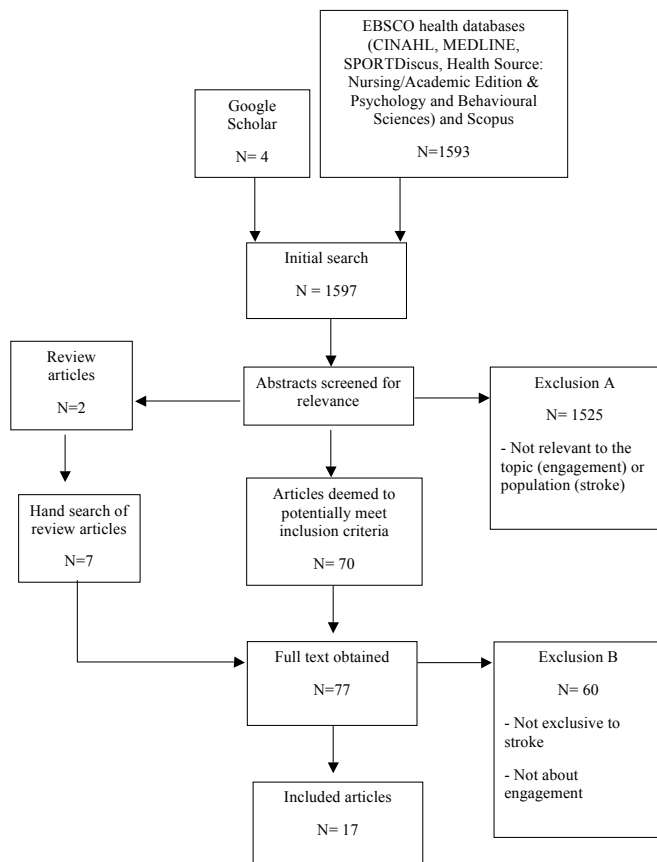 Google
Scholar
N= 4
EBSCO health databases
(CINAHL, MEDLINE,
SPORTDiscus, Health Source:
Nursing/Academic Edition &
Psychology and Behavioural
Sciences) and Scopus
N=1593
Initial search
N = 1597
Review
articles
N=2
Abstracts screened for
relevance
Exclusion A
N= 1525
- Not relevant to the
topic (engagement) or
population (stroke)
Hand search of
review articles
N=7
Articles deemed to
potentially meet
inclusion criteria
N= 70
Full text obtained
N=77
Exclusion B
N= 60
- Not exclusive to
stroke
- Not about
engagement
Included articles
N= 17